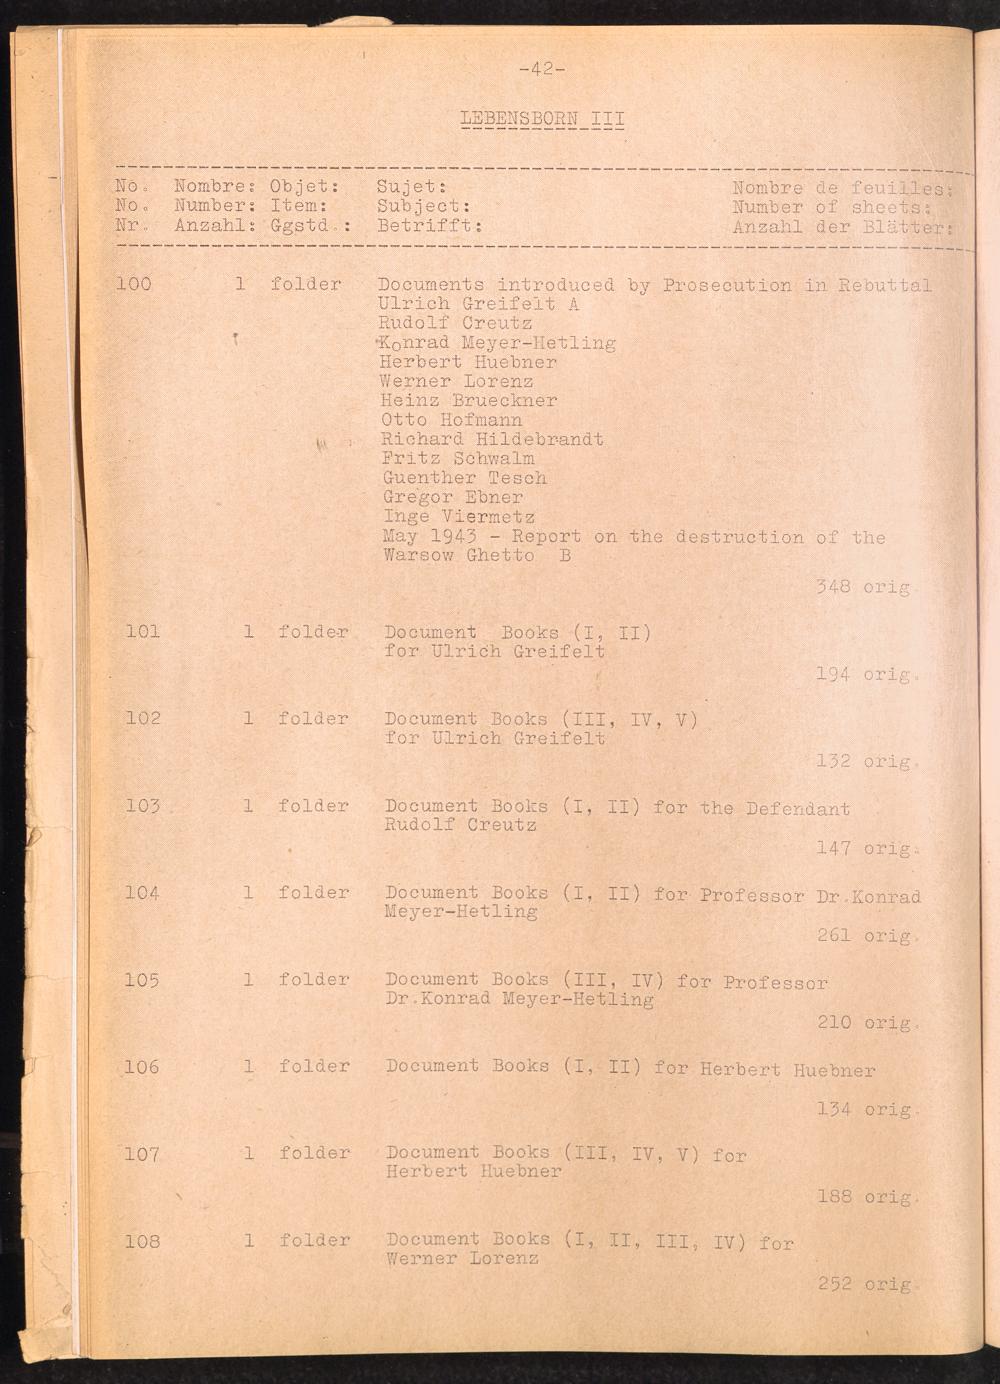 -42-
LEBENSBORN III
No. Nombre: Objet: Sujet: Nombre de feuilles:
No. Number: Item: Subject: Number of sheets:
Nr. Anzahl: Ggstd.: Betrifft: Anzahl der Blätter:
100 1 folder Documents introduced by Prosecution in Rebuttal
Ulrich Greifelt A
Rudolf Creutz
Konrad Meyer-Hetling
Herbert Huebner
Werner Lorenz
Heinz Brueckner
Otto Hofmann
Richard Hildebrandt
Fritz Schwalm
Guenther Tesch
Gregor Ebner
Inge Viermetz
May 1943 - Report on the destruction of the
Warsow Ghetto B
348 orig.
101 1 folder Document Books (I, II)
for Ulrich Greifelt
194 orig.
102 1 folder Document Books (III, IV, V)
for Ulrich Greifelt
132 orig.
103 1 folder Document Books (I, II) for the Defendant
Rudolf Creutz
147 orig.
104 1 folder Document Books (I, II) for Professor Dr.Konrad
Meyer-Hetling
261 orig.
105 1 folder Document Books (III, IV) for Professor
Dr.Konrad Meyer-Hetling
210 orig.
106 1 folder Document Books (I, II) for Herbert Huebner
134 orig.
107 1 folder Document Books (III, IV, V) for
Herbert Huebner
188 orig.
108 1 folder Document Books (I, II, III, IV) for
Werner Lorenz
252 orig.